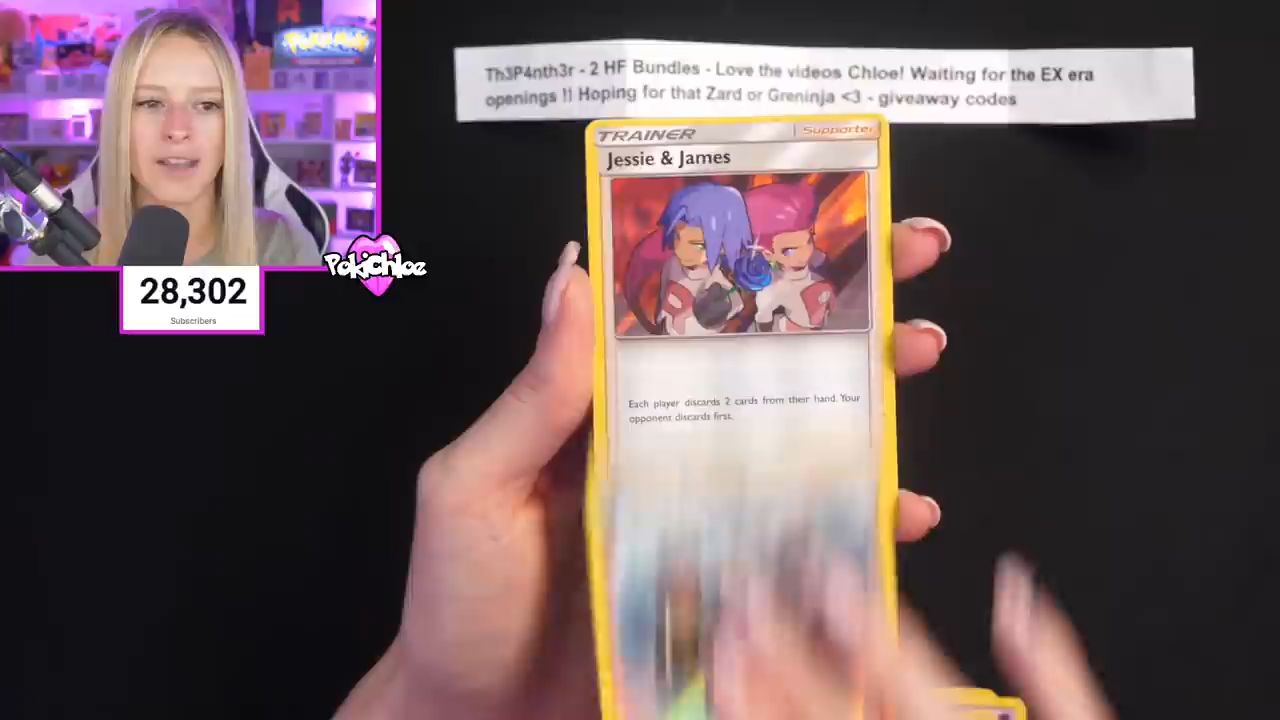 Pokémon
Th3P4nth3r - 2 HF Bundles - Love the videos Chloe! Waiting for the EX era
openings !! Hoping for that Zard or Greninja <3 - giveaway codes
TRAINER
Supporter
Jessie & James
PokiChloe
28,302
Subscribers
Each player discards 2 cards from their hand. Your
opponent discards first.